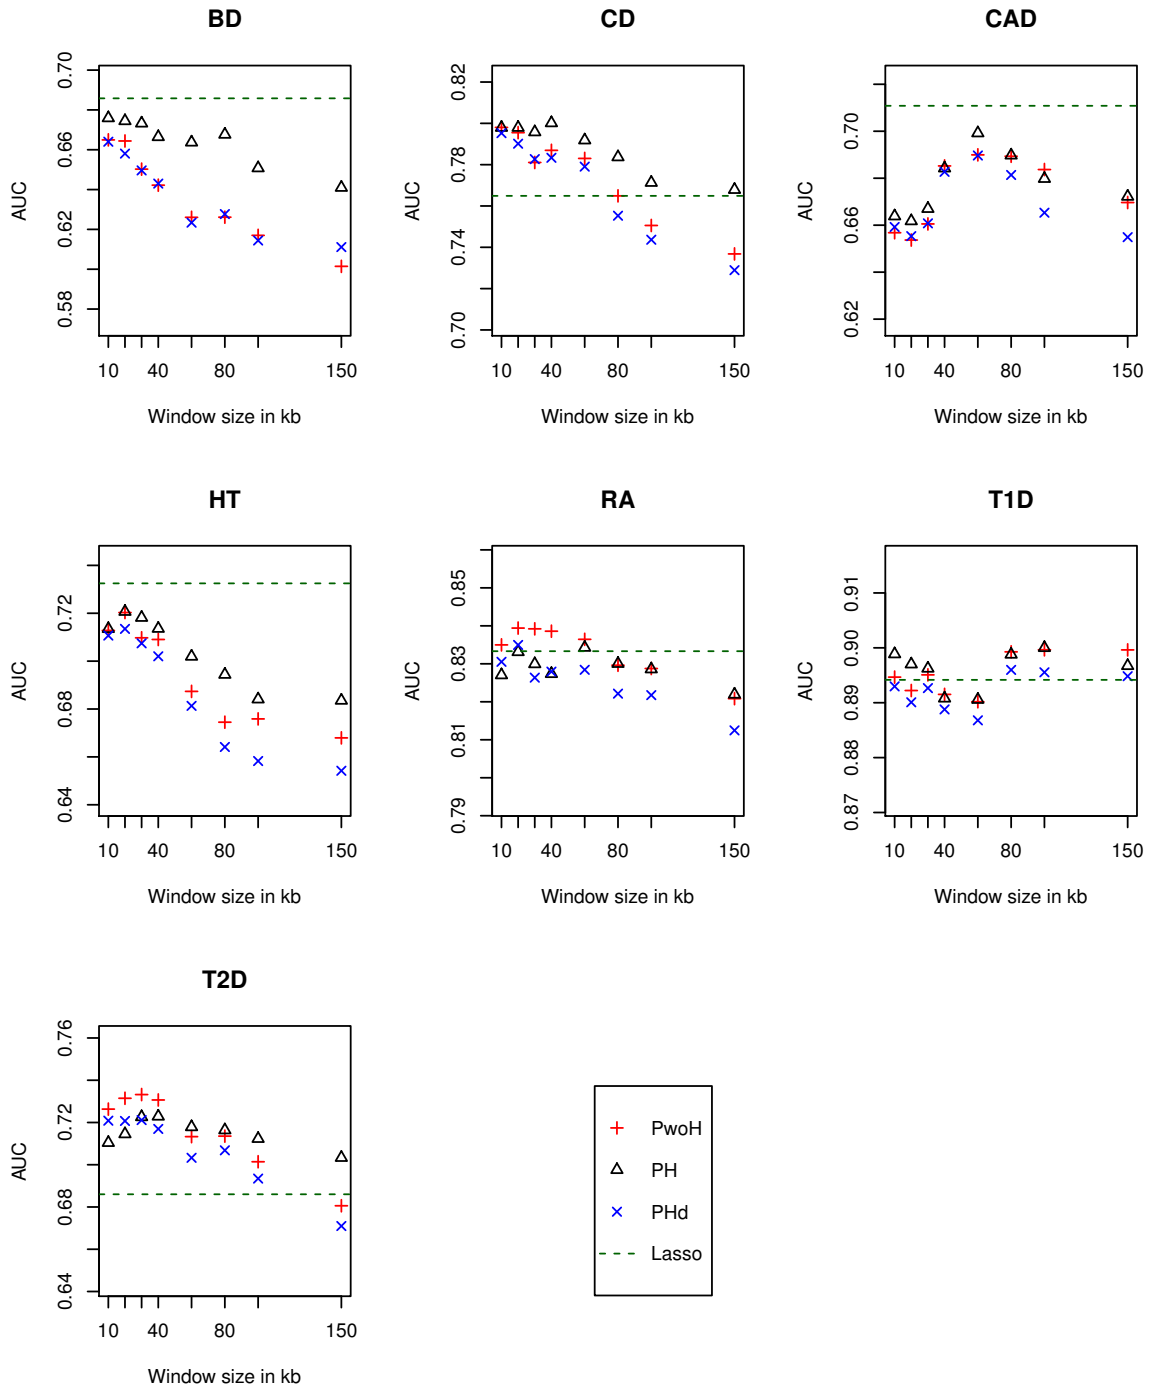 BD
0.70
0.66
0.62
0.58
AUC
10 40 80 150
Window size in kb
CD
0.82
0.78
0.74
0.70
AUC
10 40 80 150
Window size in kb
CAD
0.70
0.66
0.62
AUC
10 40 80 150
Window size in kb
HT
0.72
0.68
0.64
AUC
10 40 80 150
Window size in kb
RA
0.85
0.83
0.81
0.79
AUC
10 40 80 150
Window size in kb
T1D
0.91
0.90
0.89
0.88
0.87
AUC
10 40 80 150
Window size in kb
T2D
0.76
0.72
0.68
0.64
AUC
10 40 80 150
Window size in kb
PwoH
PH
PHd
Lasso